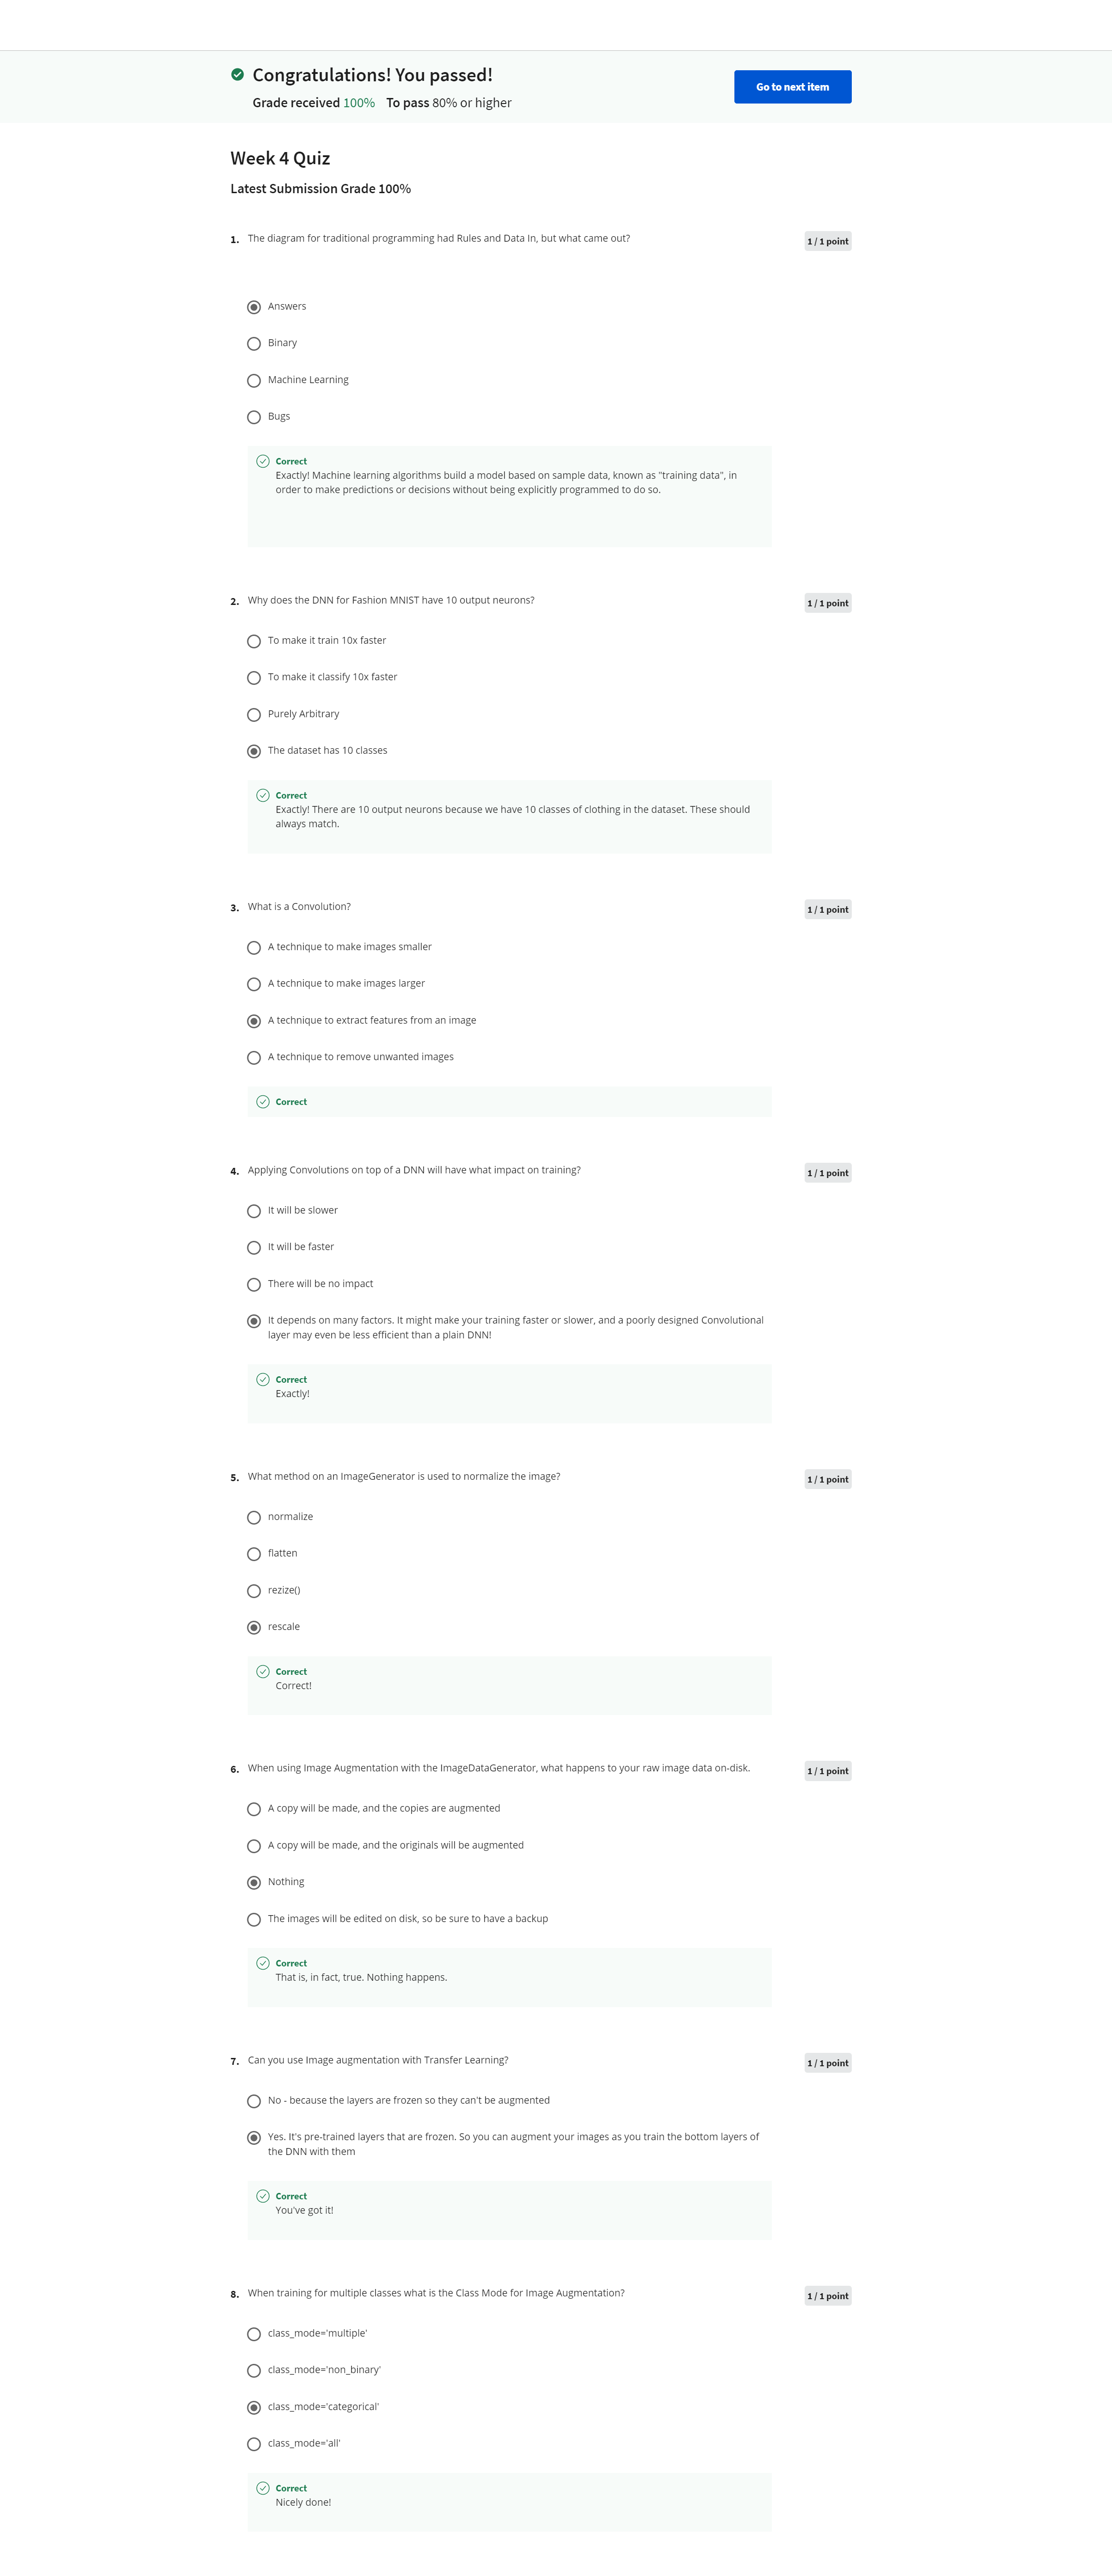 Congratulations! You passed!
Grade received 100% To pass 80% or higher
Go to next item
Week 4 Quiz
Latest Submission Grade 100%
1. The diagram for traditional programming had Rules and Data In, but what came out?
1 / 1 point
Answers
Binary
Machine Learning
Bugs
Correct
Exactly! Machine learning algorithms build a model based on sample data, known as "training data", in
order to make predictions or decisions without being explicitly programmed to do so.
2. Why does the DNN for Fashion MNIST have 10 output neurons?
1 / 1 point
To make it train 10x faster
To make it classify 10x faster
Purely Arbitrary
The dataset has 10 classes
Correct
Exactly! There are 10 output neurons because we have 10 classes of clothing in the dataset. These should
always match.
3. What is a Convolution?
1 / 1 point
A technique to make images smaller
A technique to make images larger
A technique to extract features from an image
A technique to remove unwanted images
Correct
4. Applying Convolutions on top of a DNN will have what impact on training?
1 / 1 point
It will be slower
It will be faster
There will be no impact
It depends on many factors. It might make your training faster or slower, and a poorly designed Convolutional
layer may even be less efficient than a plain DNN!
Correct
Exactly!
5. What method on an ImageGenerator is used to normalize the image?
1 / 1 point
normalize
flatten
rezize()
rescale
Correct
Correct!
6. When using Image Augmentation with the ImageDataGenerator, what happens to your raw image data on-disk.
1 / 1 point
A copy will be made, and the copies are augmented
A copy will be made, and the originals will be augmented
Nothing
The images will be edited on disk, so be sure to have a backup
Correct
That is, in fact, true. Nothing happens.
7. Can you use Image augmentation with Transfer Learning?
1 / 1 point
No - because the layers are frozen so they can't be augmented
Yes. It's pre-trained layers that are frozen. So you can augment your images as you train the bottom layers of
the DNN with them
Correct
You've got it!
8. When training for multiple classes what is the Class Mode for Image Augmentation?
1 / 1 point
class_mode='multiple'
class_mode='non_binary'
class_mode='categorical'
class_mode='all'
Correct
Nicely done!